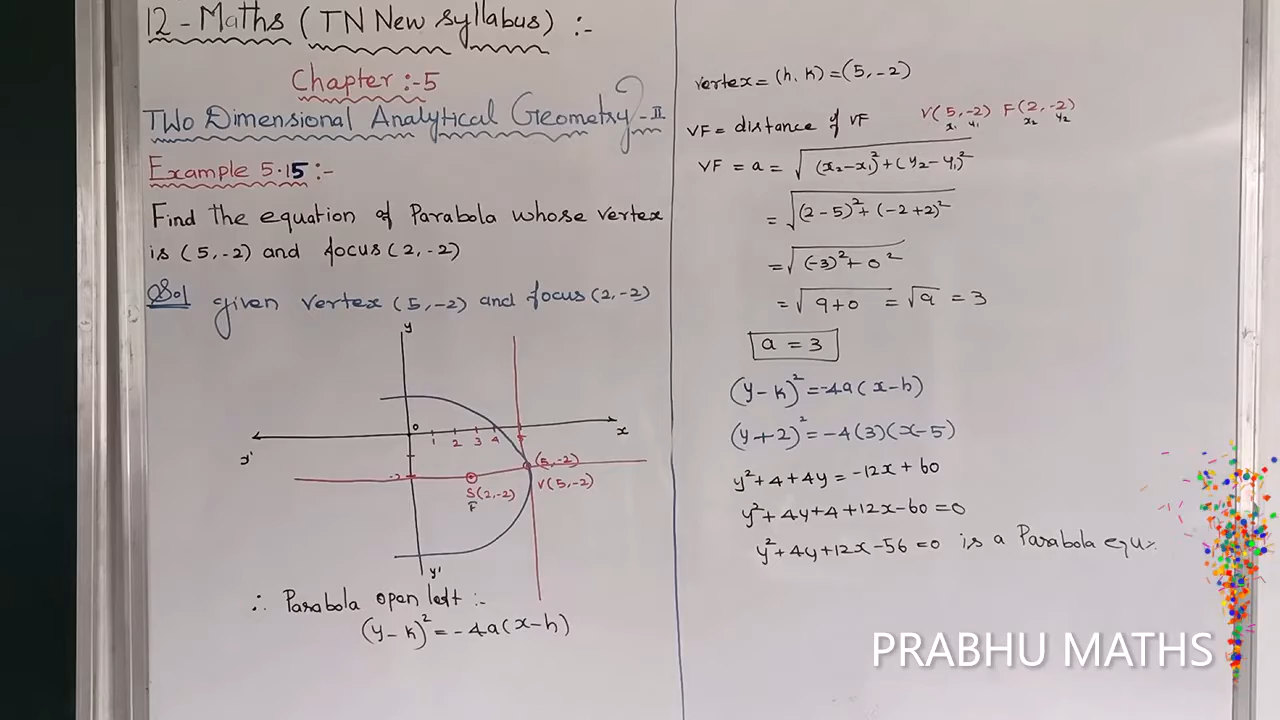 12 - Maths (TN New syllabus) :-
Chapter :- 5
Two Dimensional Analytical Geometry - II
Example 5.15 :-
Find the equation of Parabola whose vertex
is (5,-2) and focus (2,-2)
Sol
given vertex (5,-2) and focus (2,-2)
y
x'
0
1
2
3
4
x
-2
S(2,-2)
F
(5,-2)
V(5,-2)
y'
∴ Parabola open left :-
(y-k)² = -4a(x-h)
vertex = (h, k) = (5,-2)
VF = distance of VF V(5,-2) F(2,-2)
x₁ y₁ x₂ y₂
VF = a = √(x₂-x₁)²+(y₂-y₁)²
= √(2-5)²+(-2+2)²
= √(-3)²+0²
= √9+0 = √9 = 3
a = 3
(y-k)² = -4a(x-h)
(y+2)² = -4(3)(x-5)
y²+4+4y = -12x+60
y²+4y+4+12x-60=0
y²+4y+12x-56=0 is a Parabola equ.
PRABHU MATHS